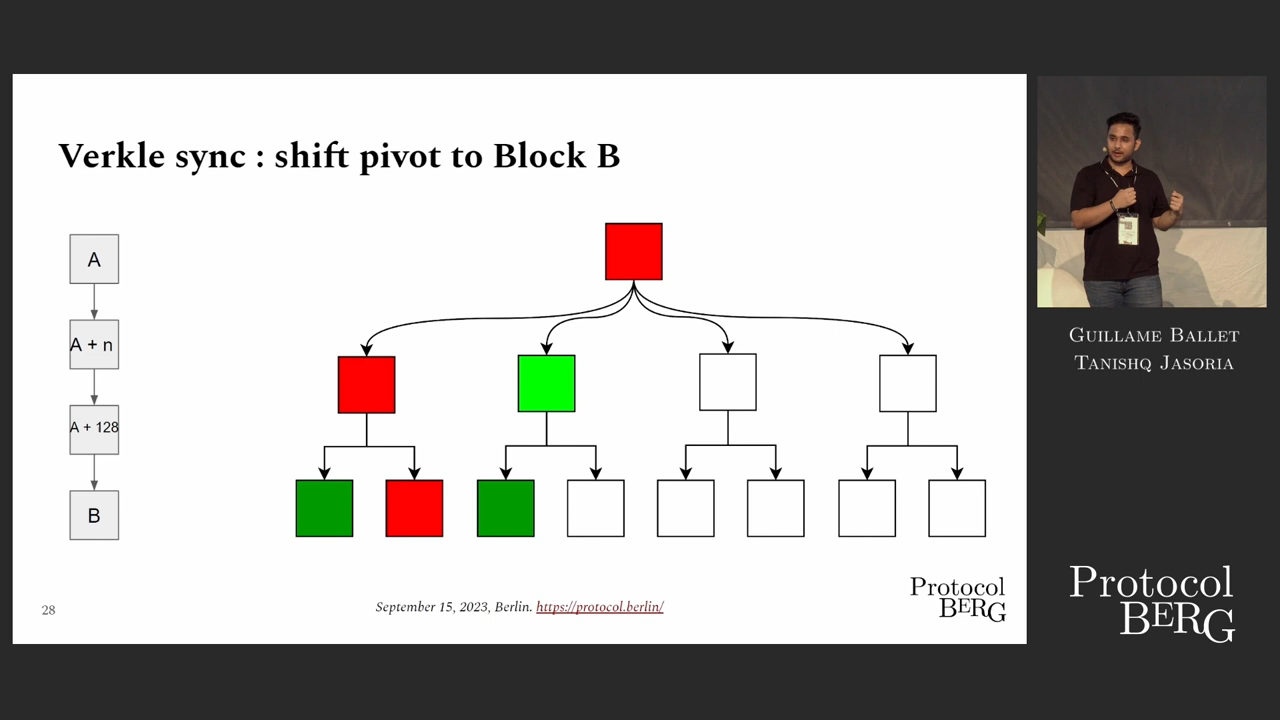 Verkle sync : shift pivot to Block B
A
A + n
A + 128
B
28
September 15, 2023, Berlin. https://protocol.berlin/
Protocol
BERG
GUILLAME BALLET
TANISHQ JASORIA
Protocol
BERG